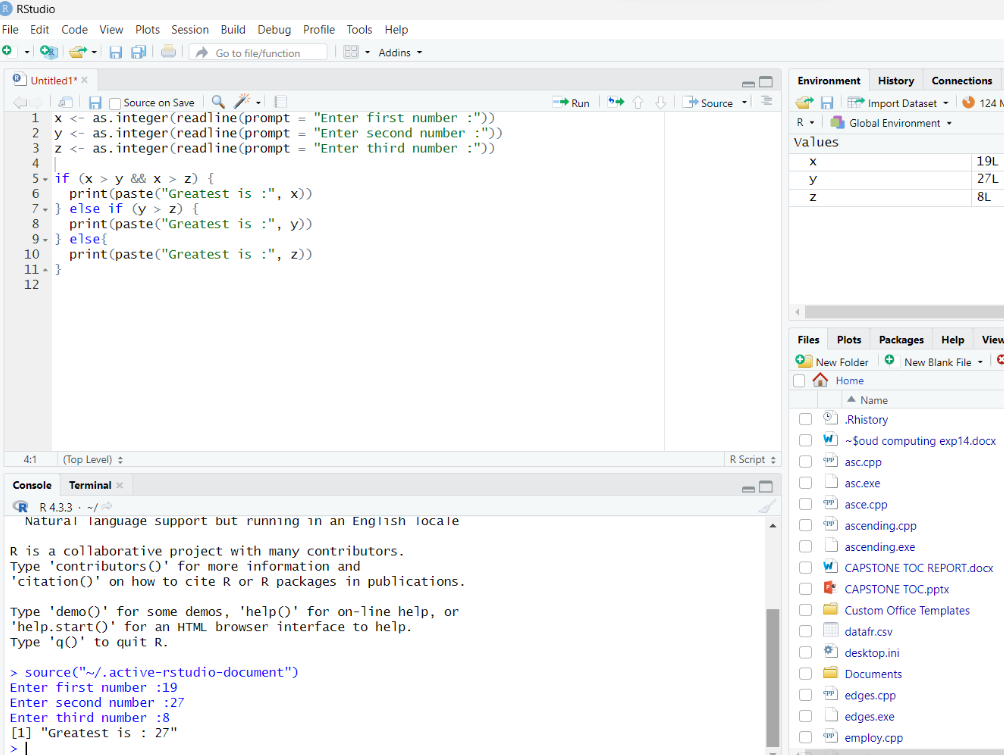 RStudio
File Edit Code View Plots Session Build Debug Profile Tools Help
Go to file/function Addins
Untitled1*
Source on Save Run Source
1 x <- as.integer(readline(prompt = "Enter first number :"))
2 y <- as.integer(readline(prompt = "Enter second number :"))
3 z <- as.integer(readline(prompt = "Enter third number :"))
4
5 if (x > y && x > z) {
6 print(paste("Greatest is :", x))
7 } else if (y > z) {
8 print(paste("Greatest is :", y))
9 } else{
10 print(paste("Greatest is :", z))
11 }
12
4:1 (Top Level) R Script
Console Terminal
R 4.3.3 · ~/
Natural language support but running in an English locale
R is a collaborative project with many contributors.
Type 'contributors()' for more information and
'citation()' on how to cite R or R packages in publications.
Type 'demo()' for some demos, 'help()' for on-line help, or
'help.start()' for an HTML browser interface to help.
Type 'q()' to quit R.
> source("~/.active-rstudio-document")
Enter first number :19
Enter second number :27
Enter third number :8
[1] "Greatest is : 27"
>
Environment History Connections
Import Dataset 124 M
R Global Environment
Values
x 19L
y 27L
z 8L
Files Plots Packages Help View
New Folder New Blank File
Home
Name
.Rhistory
~$oud computing exp14.docx
asc.cpp
asc.exe
asce.cpp
ascending.cpp
ascending.exe
CAPSTONE TOC REPORT.docx
CAPSTONE TOC.pptx
Custom Office Templates
datafr.csv
desktop.ini
Documents
edges.cpp
edges.exe
employ.cpp